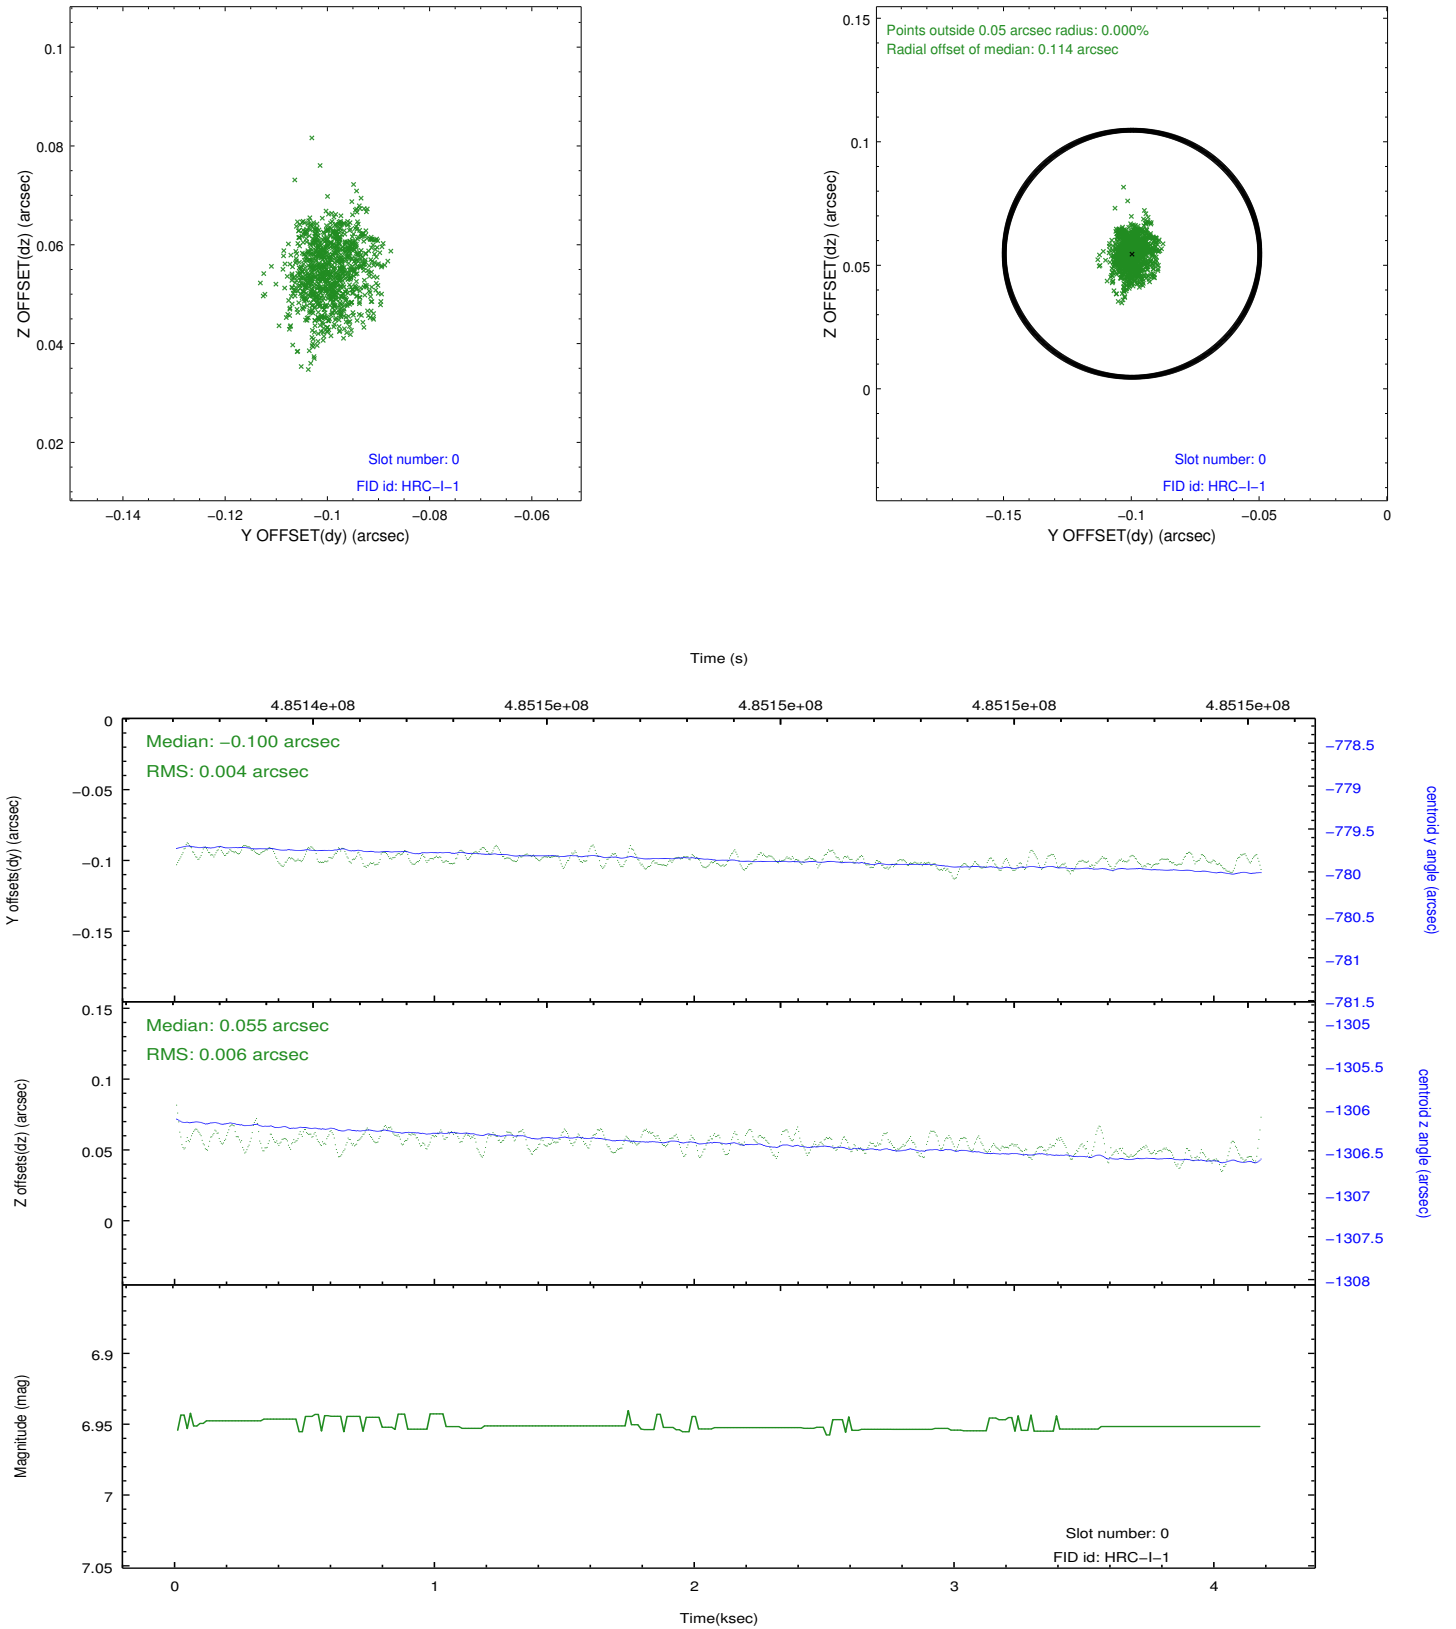 0.1
0.08
0.06
0.04
0.02
Z OFFSET(dz) (arcsec)
Slot number: 0
FID id: HRC−I−1
−0.14 −0.12 −0.1 −0.08 −0.06
Y OFFSET(dy) (arcsec)
Points outside 0.05 arcsec radius: 0.000%
Radial offset of median: 0.114 arcsec
0.15
0.1
0.05
0
Z OFFSET(dz) (arcsec)
Slot number: 0
FID id: HRC−I−1
−0.15 −0.1 −0.05 0
Y OFFSET(dy) (arcsec)
Time (s)
4.8514e+08 4.8515e+08 4.8515e+08 4.8515e+08 4.8515e+08
Median: −0.100 arcsec
RMS: 0.004 arcsec
0
−0.05
−0.1
−0.15
Y offsets(dy) (arcsec)
−778.5
−779
−779.5
−780
−780.5
−781
−781.5
centroid y angle (arcsec)
Median: 0.055 arcsec
RMS: 0.006 arcsec
0.15
0.1
0.05
0
Z offsets(dz) (arcsec)
−1305
−1305.5
−1306
−1306.5
−1307
−1307.5
−1308
centroid z angle (arcsec)
6.9
6.95
7
7.05
Magnitude (mag)
Slot number: 0
FID id: HRC−I−1
0 1 2 3 4
Time(ksec)